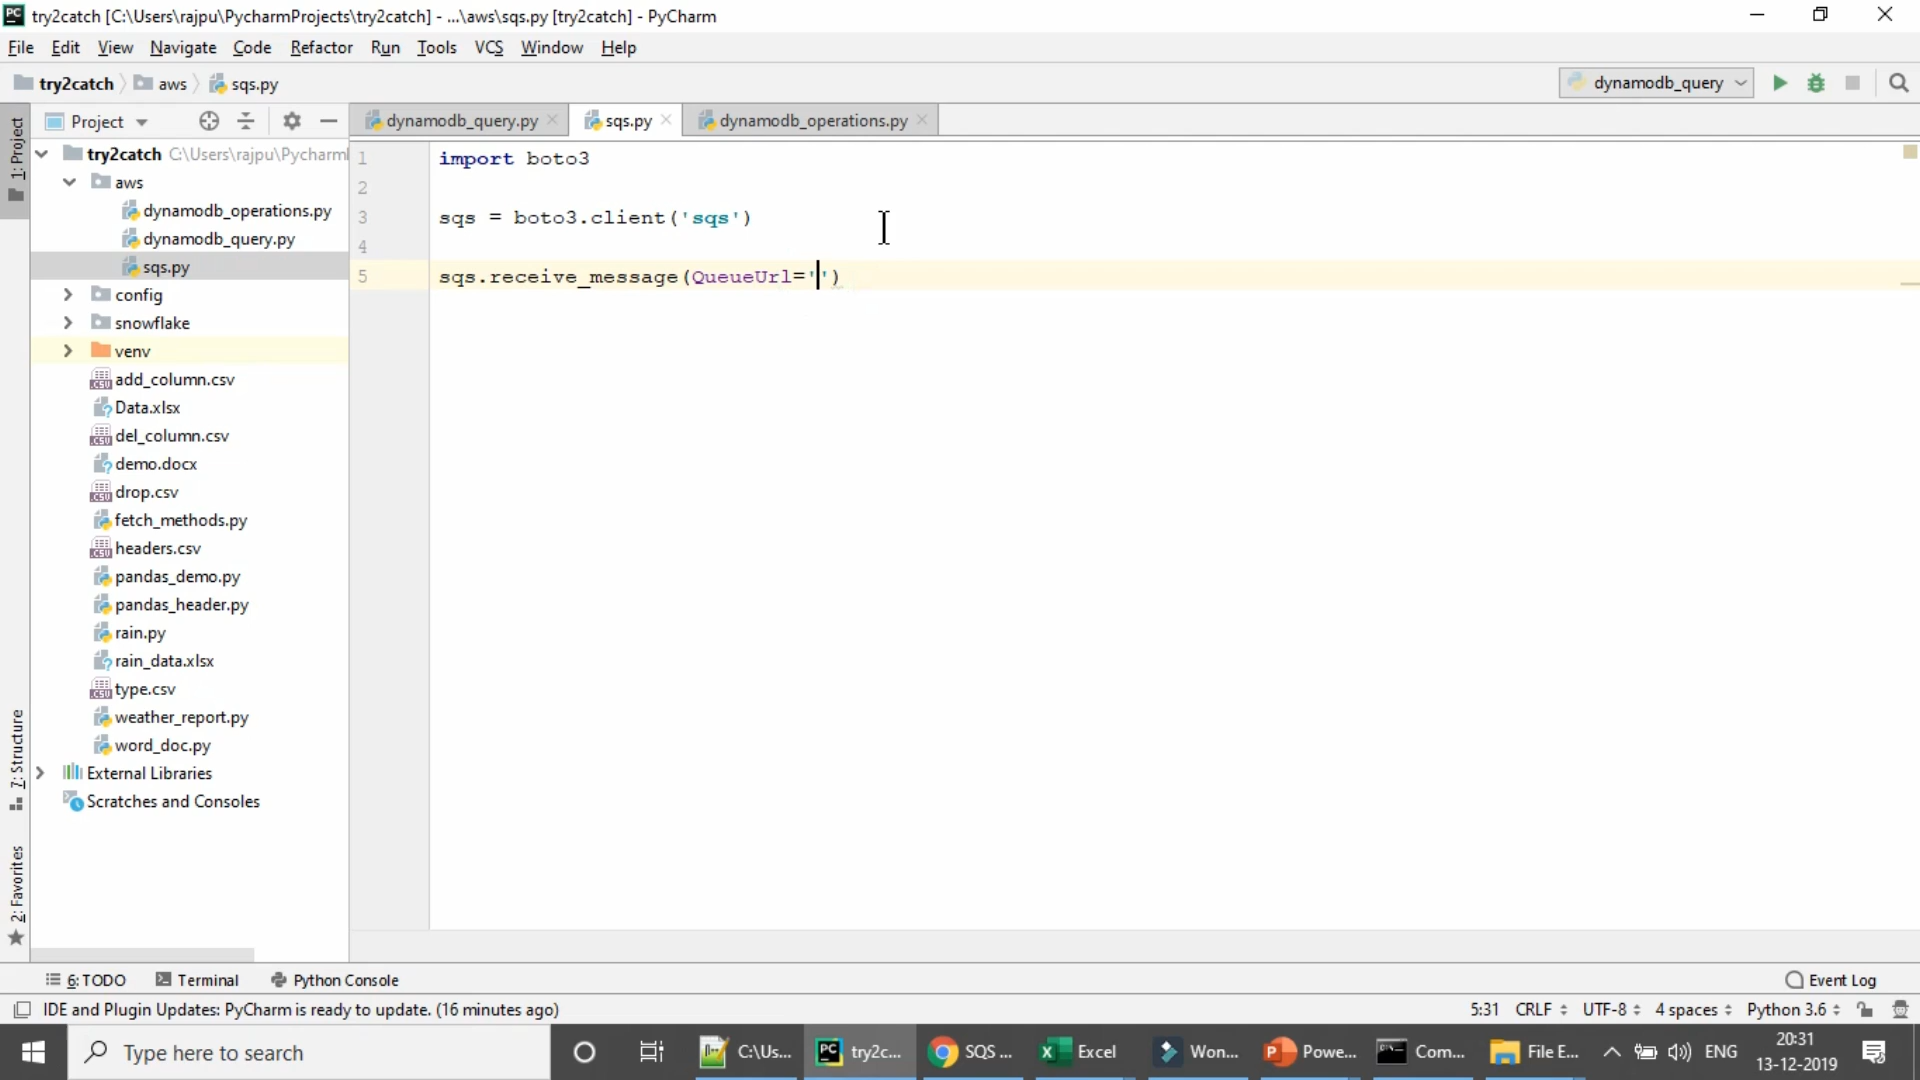 try2catch [C:\Users\rajpu\PycharmProjects\try2catch] - ...\aws\sqs.py [try2catch] - PyCharm
File Edit View Navigate Code Refactor Run Tools VCS Window Help
try2catch aws sqs.py dynamodb_query
Project dynamodb_query.py sqs.py dynamodb_operations.py
1: Project
7: Structure
2: Favorites
try2catch C:\Users\rajpu\Pycharml
aws
dynamodb_operations.py
dynamodb_query.py
sqs.py
config
snowflake
venv
add_column.csv
Data.xlsx
del_column.csv
demo.docx
drop.csv
fetch_methods.py
headers.csv
pandas_demo.py
pandas_header.py
rain.py
rain_data.xlsx
type.csv
weather_report.py
word_doc.py
External Libraries
Scratches and Consoles
1 import boto3
2
3 sqs = boto3.client('sqs')
4
5 sqs.receive_message(QueueUrl='')
6: TODO Terminal Python Console Event Log
IDE and Plugin Updates: PyCharm is ready to update. (16 minutes ago) 5:31 CRLF UTF-8 4 spaces Python 3.6
Type here to search C:\Us... try2c... SQS ... Excel Won... Powe... Com... File E... ENG 20:31
13-12-2019